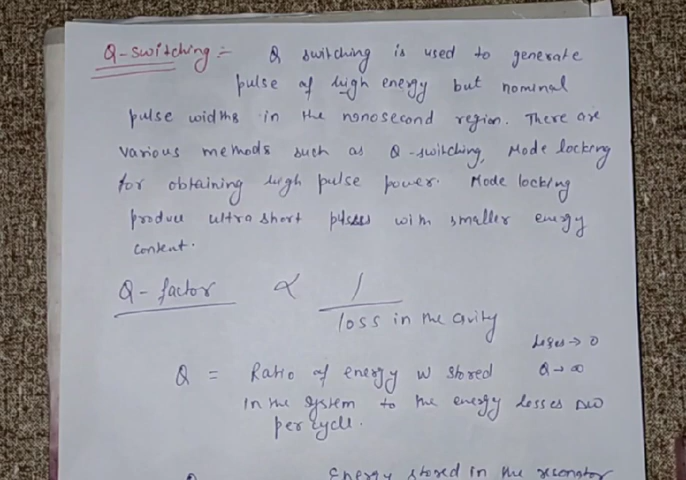 Q-switching:- Q switching is used to generate
pulse of high energy but nominal
pulse widths in the nanosecond region. There are
various methods such as Q-switching, Mode locking
for obtaining high pulse power. Mode locking
produce ultra short with smaller energy
content.
Q-factor ∝ 1
loss in the cavity
Losses → 0
Q = Ratio of energy W stored
Q → ∞
in the system to the energy losses ΔW
per cycle.
Energy stored in the resonator